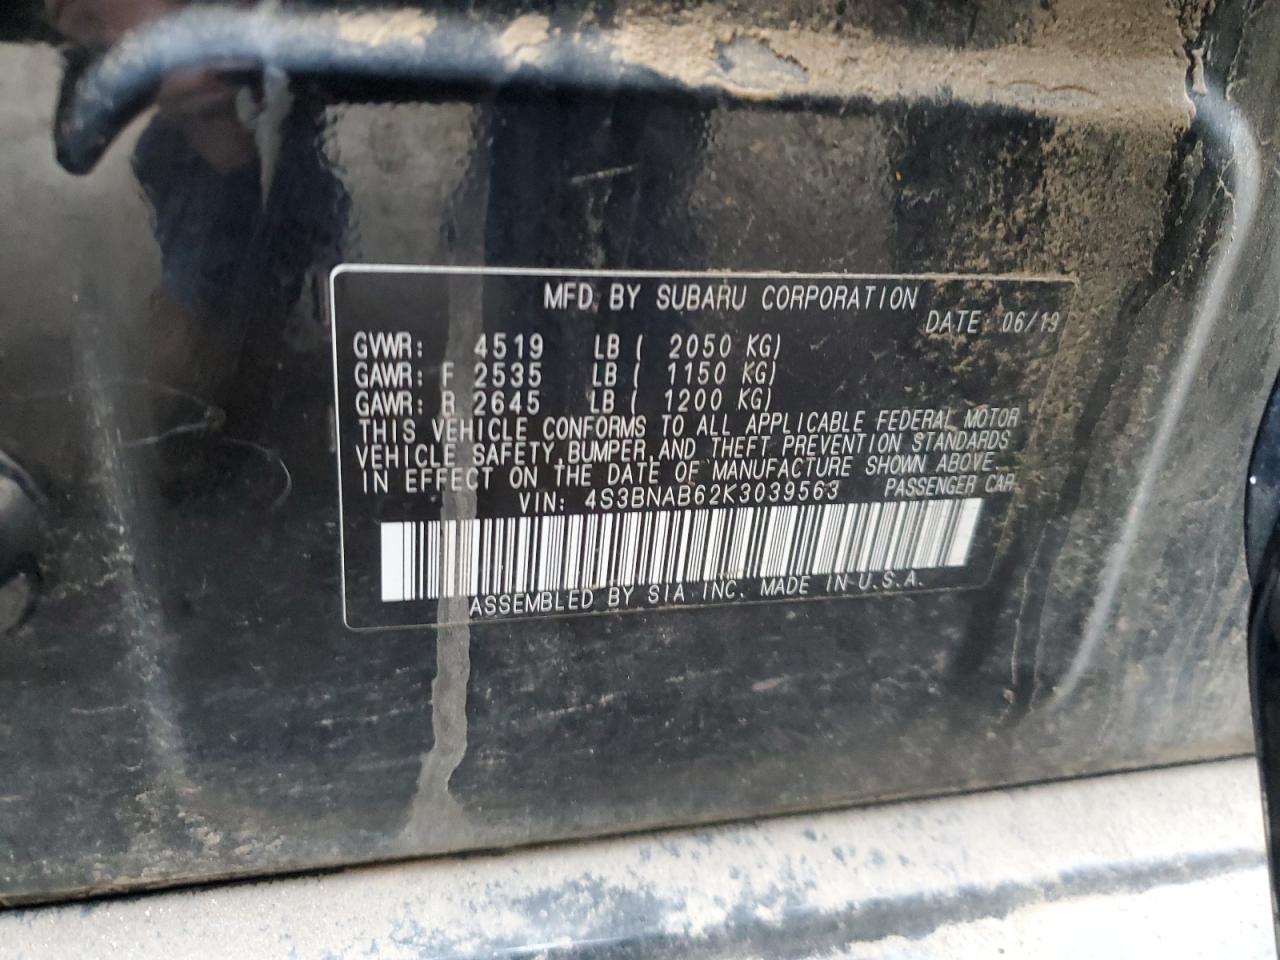 MFD. BY SUBARU CORPORATION
DATE: 06/19
GVWR: 4519 LB ( 2050 KG)
GAWR: F 2535 LB ( 1150 KG)
GAWR: R 2645 LB ( 1200 KG)
THIS VEHICLE CONFORMS TO ALL APPLICABLE FEDERAL MOTOR
VEHICLE SAFETY, BUMPER, AND THEFT PREVENTION STANDARDS
IN EFFECT ON THE DATE OF MANUFACTURE SHOWN ABOVE.
VIN: 4S3BNAB62K3039563 PASSENGER CAR
ASSEMBLED BY SIA INC. MADE IN U.S.A.